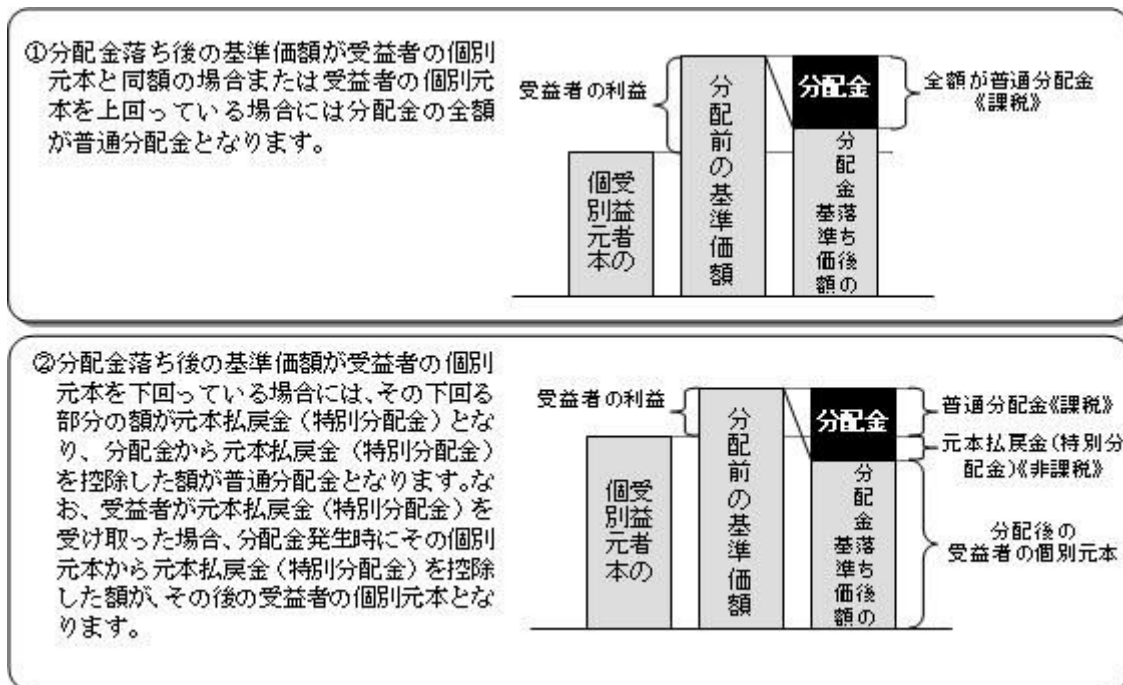 ①分配金落ち後の基準価額が受益者の個別
元本と同額の場合または受益者の個別元
本を上回っている場合には分配金の全額
が普通分配金となります。
受益者の利益
個別元本
受益者の
分配前の基準価額
分配金
分配金落ち後の
基準価額
全額が普通分配金
《課税》
②分配金落ち後の基準価額が受益者の個別
元本を下回っている場合には、その下回る
部分の額が元本払戻金（特別分配金）とな
り、分配金から元本払戻金（特別分配金）
を控除した額が普通分配金となります。な
お、受益者が元本払戻金（特別分配金）を
受け取った場合、分配金発生時にその個別
元本から元本払戻金（特別分配金）を控除
した額が、その後の受益者の個別元本とな
ります。
受益者の利益
受益者の
個別元本
分配前の基準価額
分配金
分配金落ち後の
基準価額
普通分配金《課税》
元本払戻金（特別分
配金）《非課税》
分配後の
受益者の個別元本